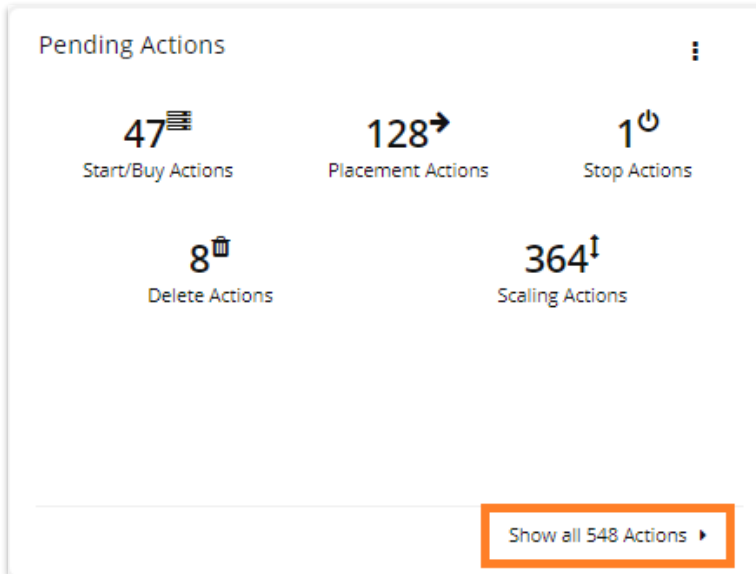 Pending Actions
47 128 1
Start/Buy Actions Placement Actions Stop Actions
8 364
Delete Actions Scaling Actions
Show all 548 Actions